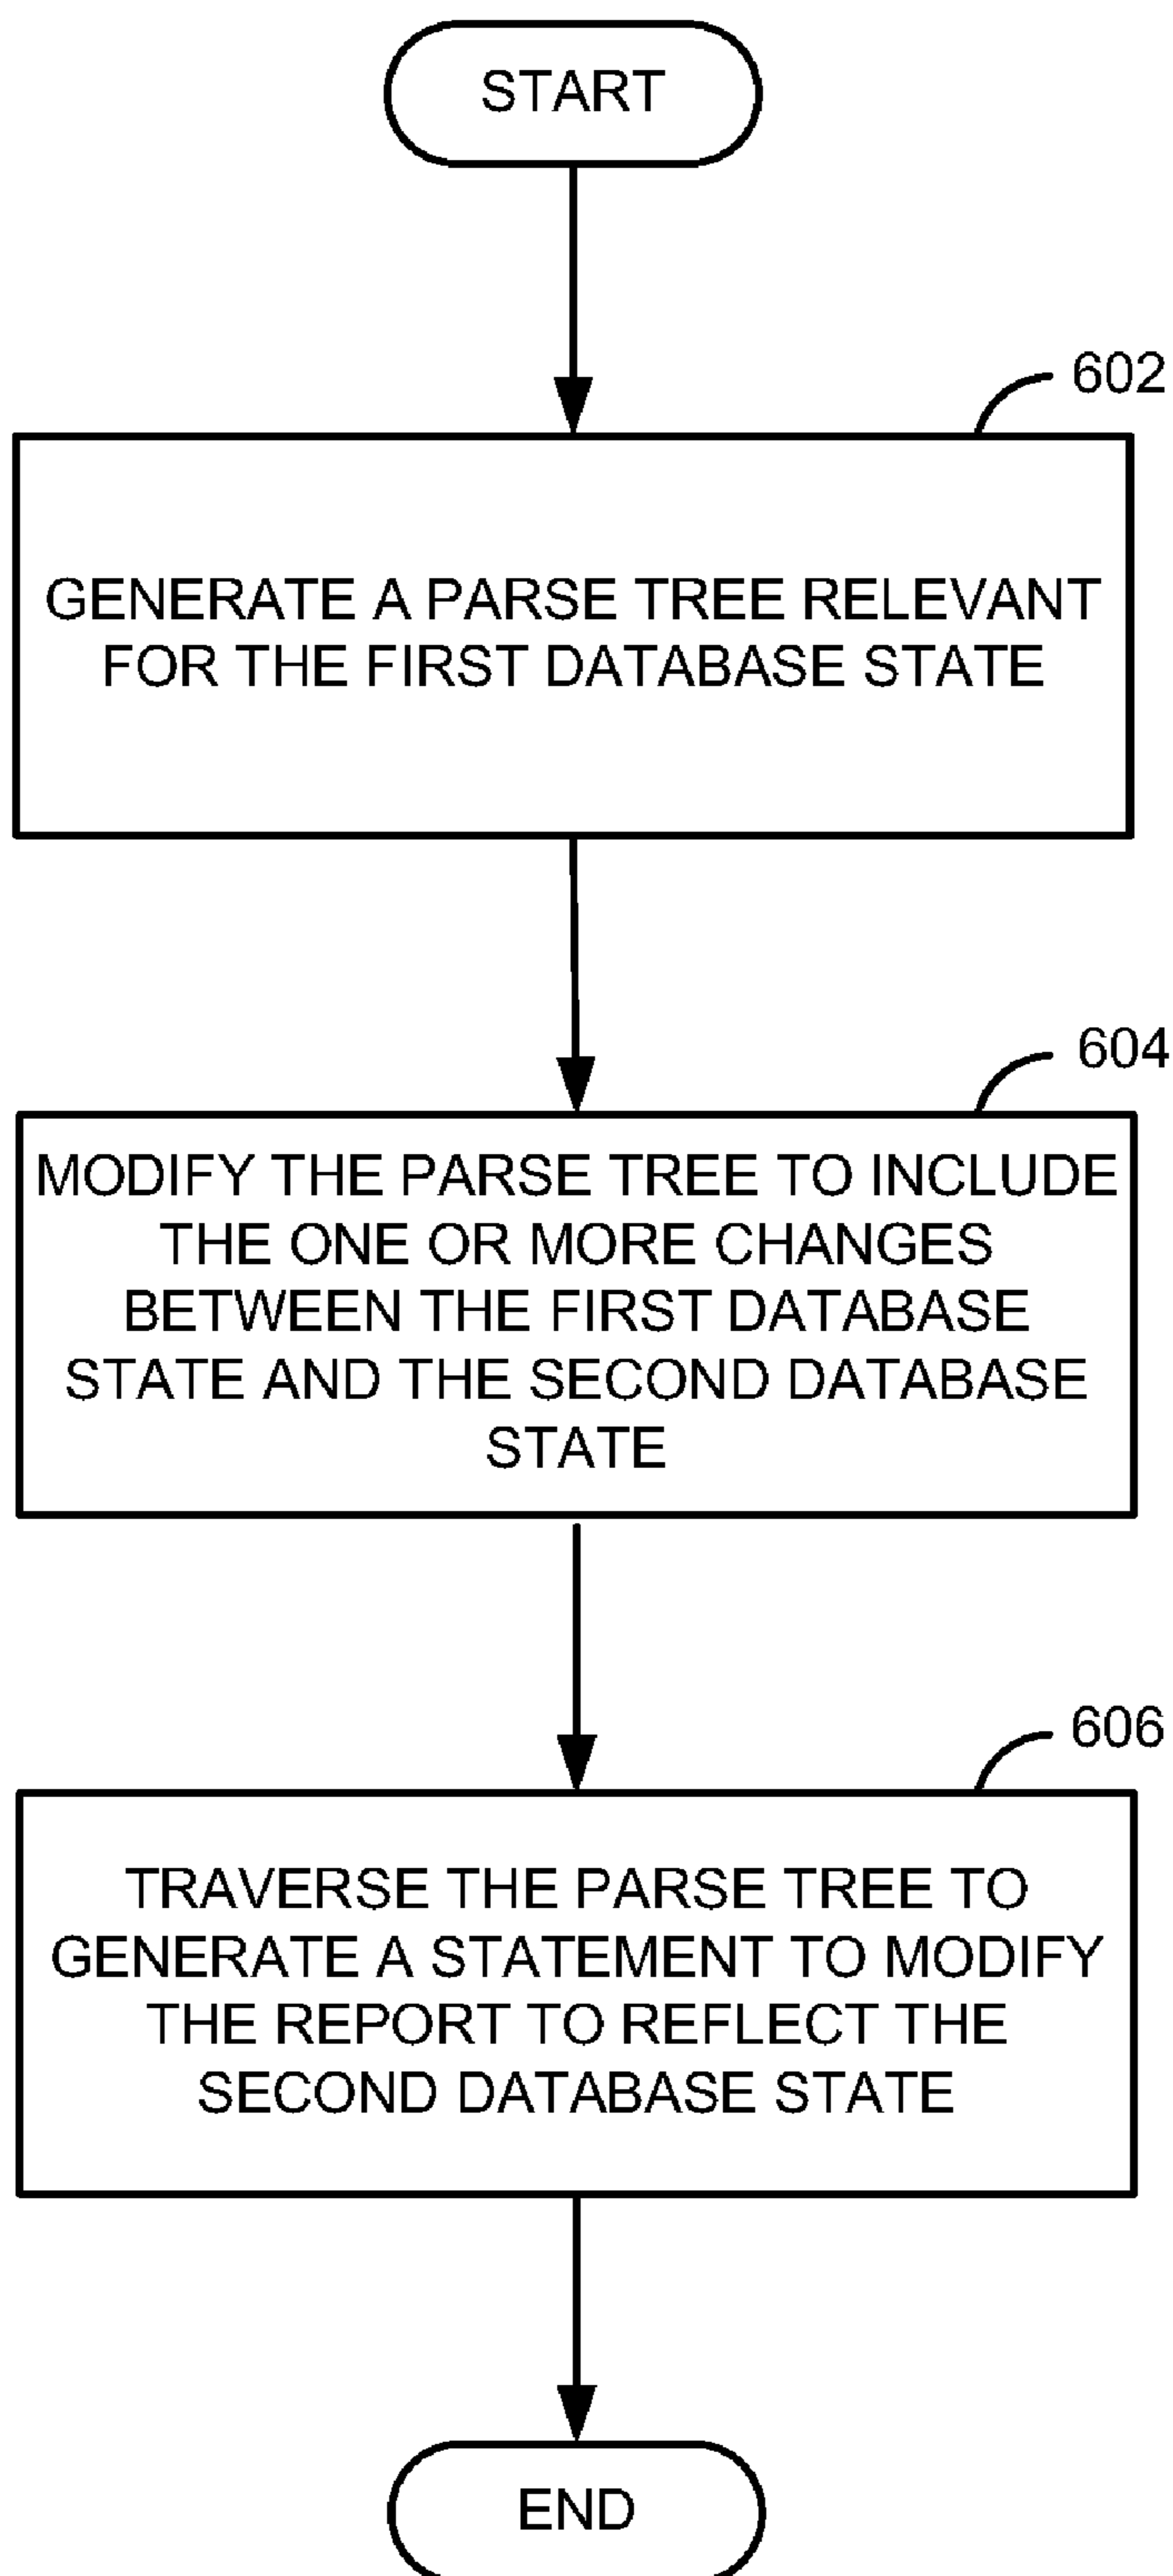 START
602
GENERATE A PARSE TREE RELEVANT
FOR THE FIRST DATABASE STATE
604
MODIFY THE PARSE TREE TO INCLUDE
THE ONE OR MORE CHANGES
BETWEEN THE FIRST DATABASE
STATE AND THE SECOND DATABASE
STATE
606
TRAVERSE THE PARSE TREE TO
GENERATE A STATEMENT TO MODIFY
THE REPORT TO REFLECT THE
SECOND DATABASE STATE
END